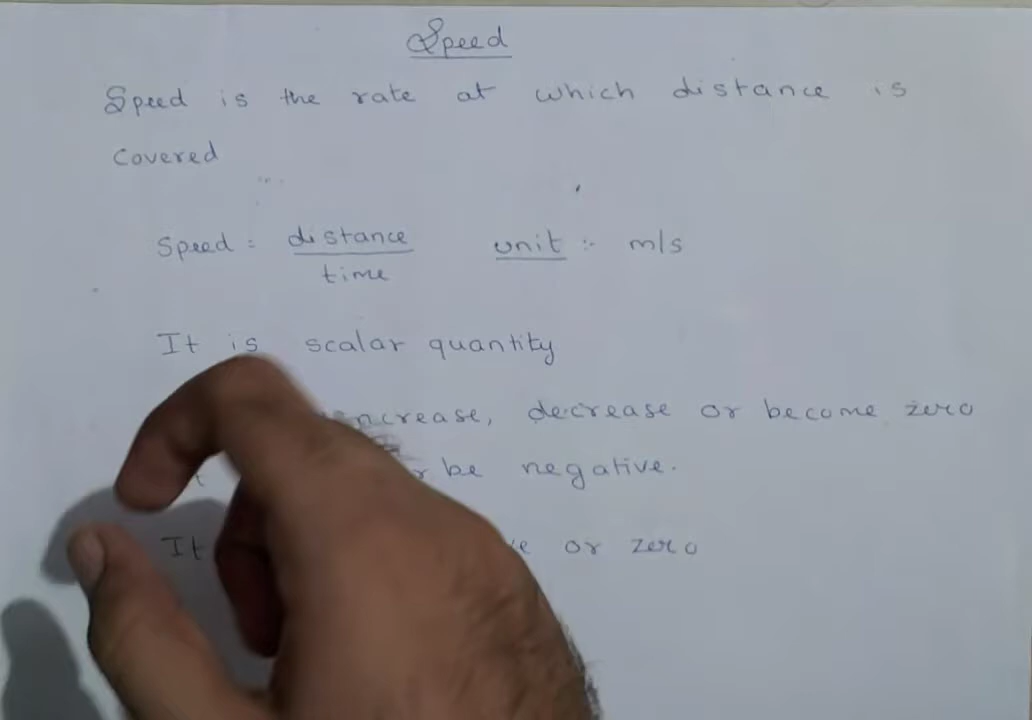 Speed
Speed is the rate at which distance is
covered
Speed = distance unit :- m/s
time
It is scalar quantity
increase, decrease or become zero
be negative.
It or zero